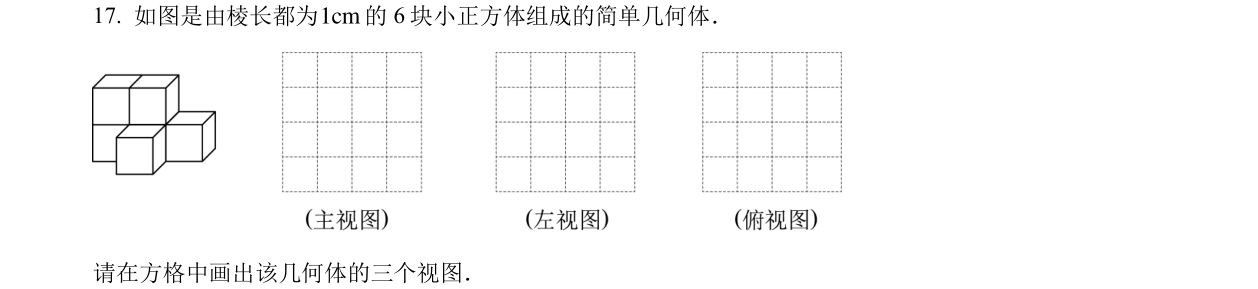 17. 如图是由棱长都为1cm 的 6 块小正方体组成的简单几何体.
(主视图) (左视图) (俯视图)
请在方格中画出该几何体的三个视图.